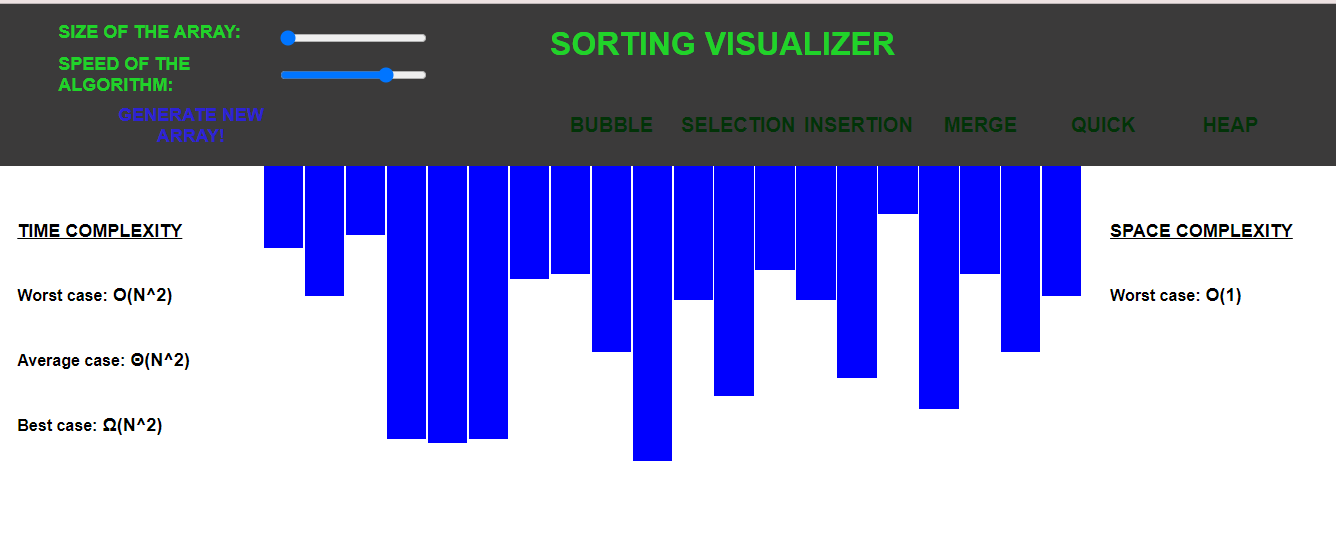 SIZE OF THE ARRAY:
SPEED OF THE
ALGORITHM:
GENERATE NEW
ARRAY!
SORTING VISUALIZER
BUBBLE SELECTION INSERTION MERGE QUICK HEAP
TIME COMPLEXITY
Worst case: O(N^2)
Average case: Θ(N^2)
Best case: Ω(N^2)
SPACE COMPLEXITY
Worst case: O(1)